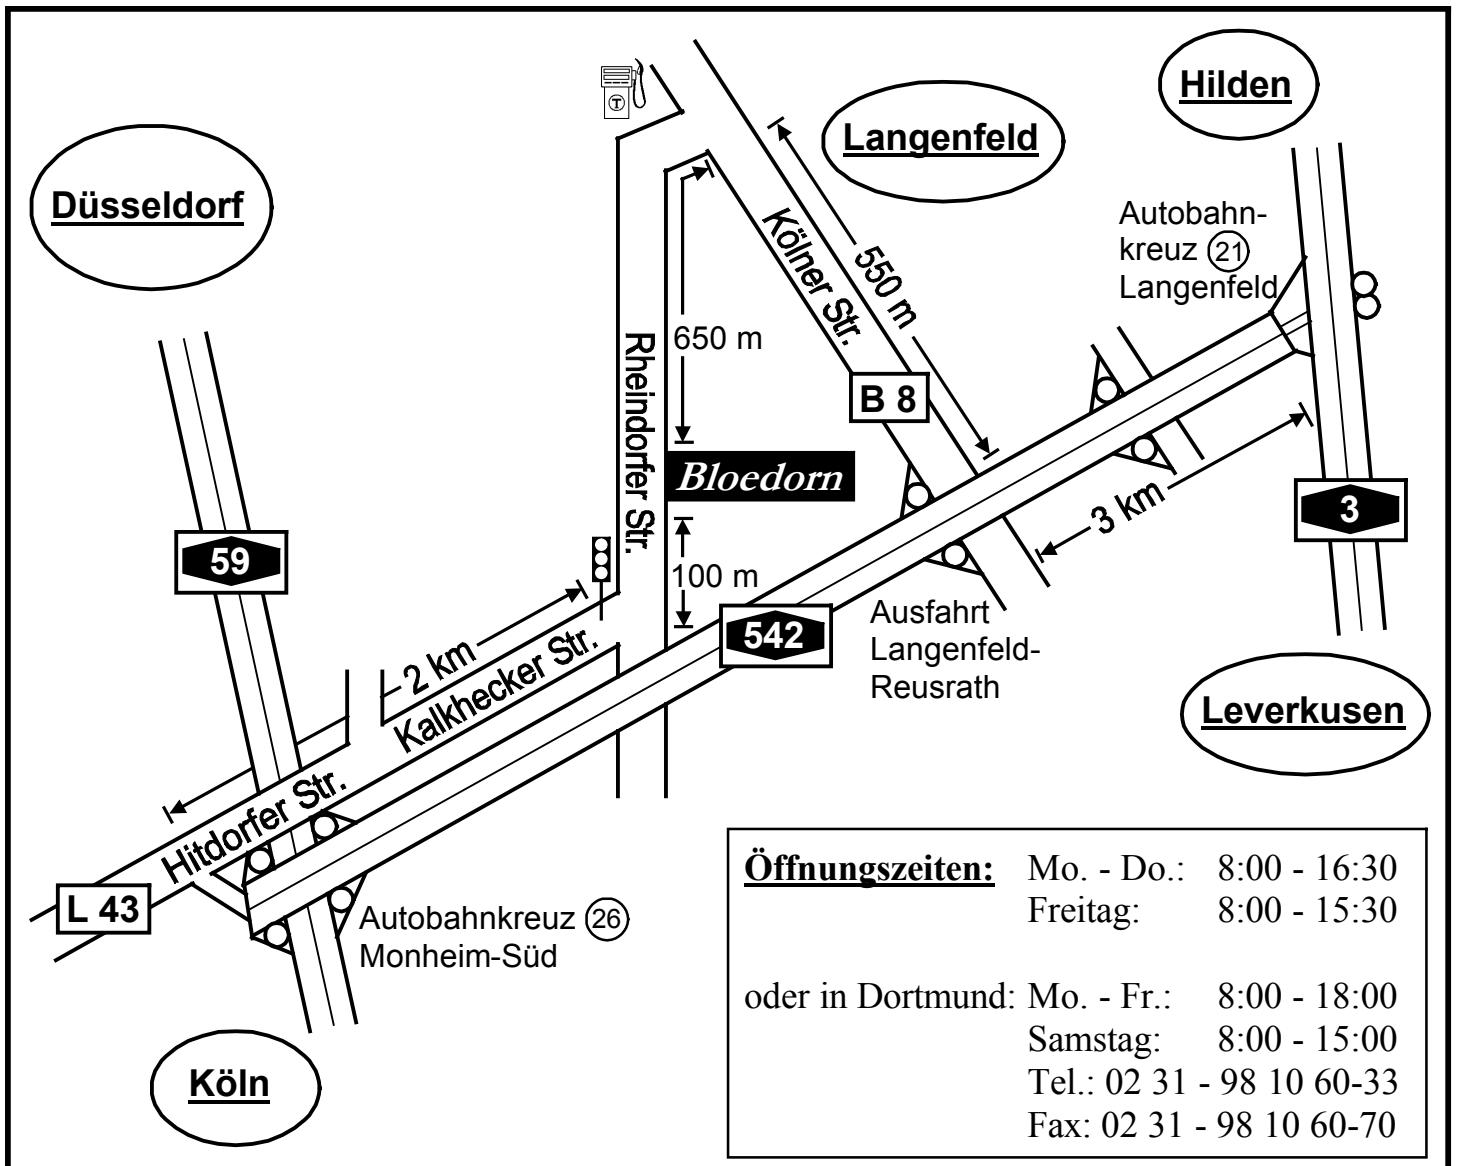 Hilden
Langenfeld
Düsseldorf
Autobahn-
kreuz 21
Langenfeld
Kölner Str.
550 m
T
650 m
Rheindorfer Str.
B 8
Bloedorn
3 km
3
59
100 m
542
Ausfahrt
Langenfeld-
Reusrath
2 km
Kalkhecker Str.
Leverkusen
Hitdorfer Str.
L 43
Autobahnkreuz 26
Monheim-Süd
Köln
Öffnungszeiten: Mo. - Do.: 8:00 - 16:30
Freitag: 8:00 - 15:30
oder in Dortmund: Mo. - Fr.: 8:00 - 18:00
Samstag: 8:00 - 15:00
Tel.: 02 31 - 98 10 60-33
Fax: 02 31 - 98 10 60-70